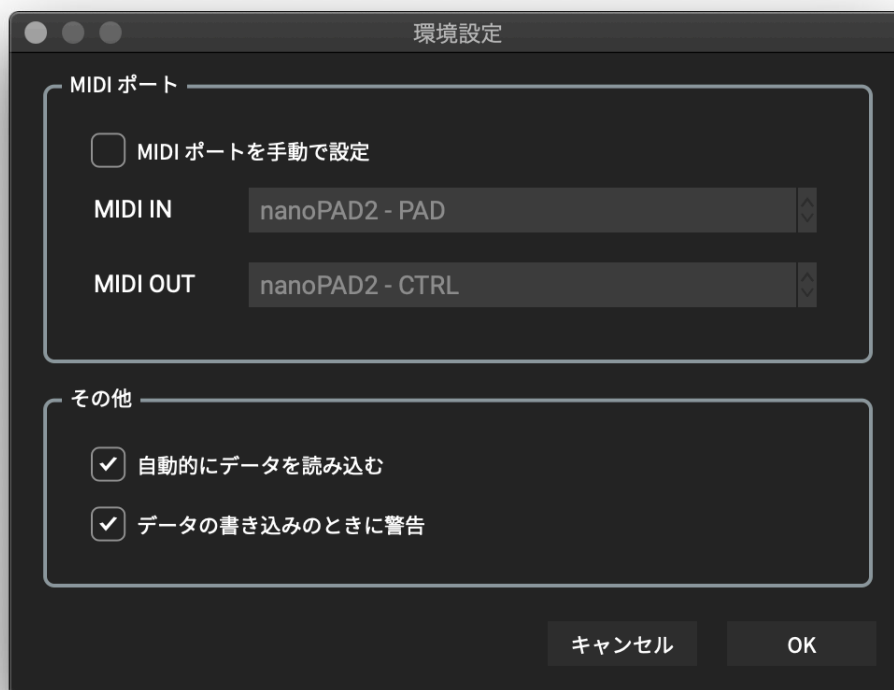 環境設定
MIDI ポート
MIDI ポートを手動で設定
MIDI IN
nanoPAD2 - PAD
MIDI OUT
nanoPAD2 - CTRL
その他
自動的にデータを読み込む
データの書き込みのときに警告
キャンセル
OK